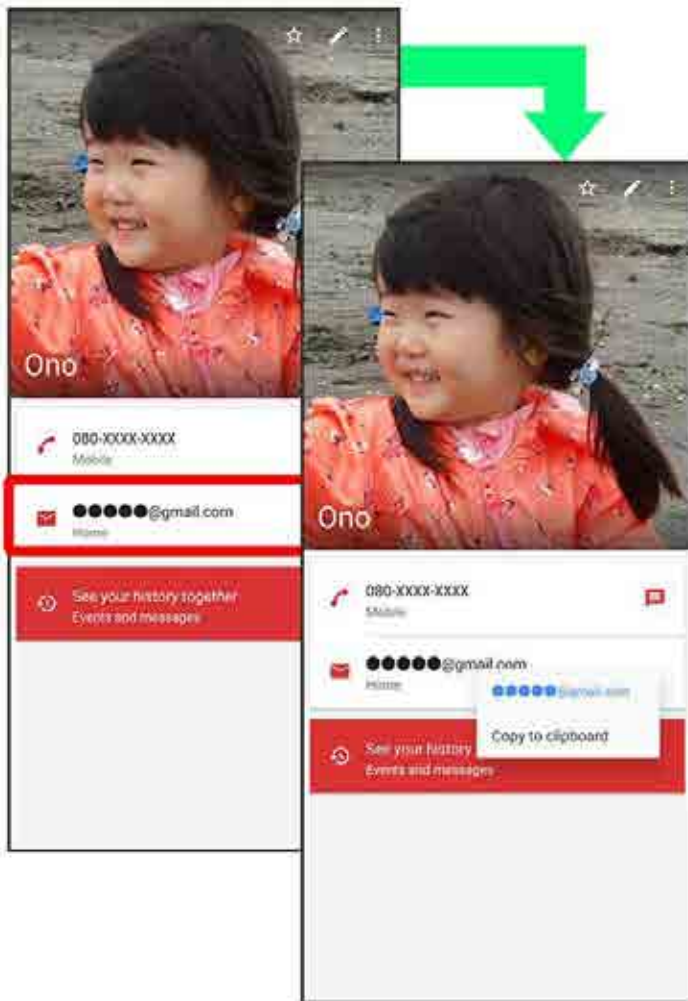 Ono
080-XXXX-XXXX
Mobile
●●●●●@gmail.com
Home
See your history together
Events and messages
Ono
080-XXXX-XXXX
Mobile
●●●●●@gmail.com
Home
●●●●●@gmail.com
Copy to clipboard
See your history
Events and messages